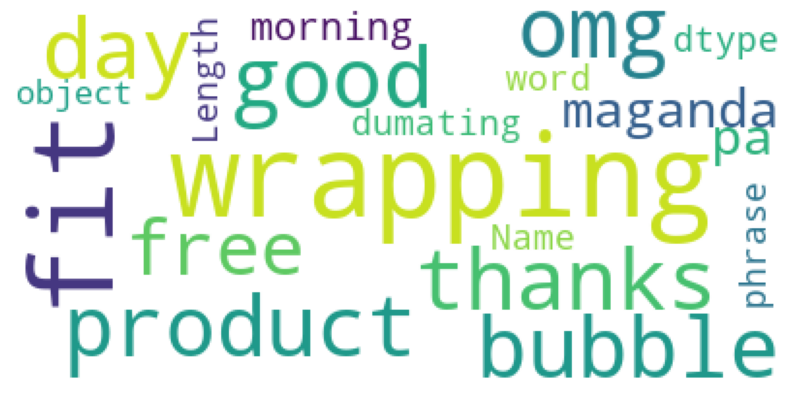 day
Length
morning
omg
dtype
object
good
word
maganda
dumating
pa
fit
wrapping
phrase
free
Name
thanks
product
bubble